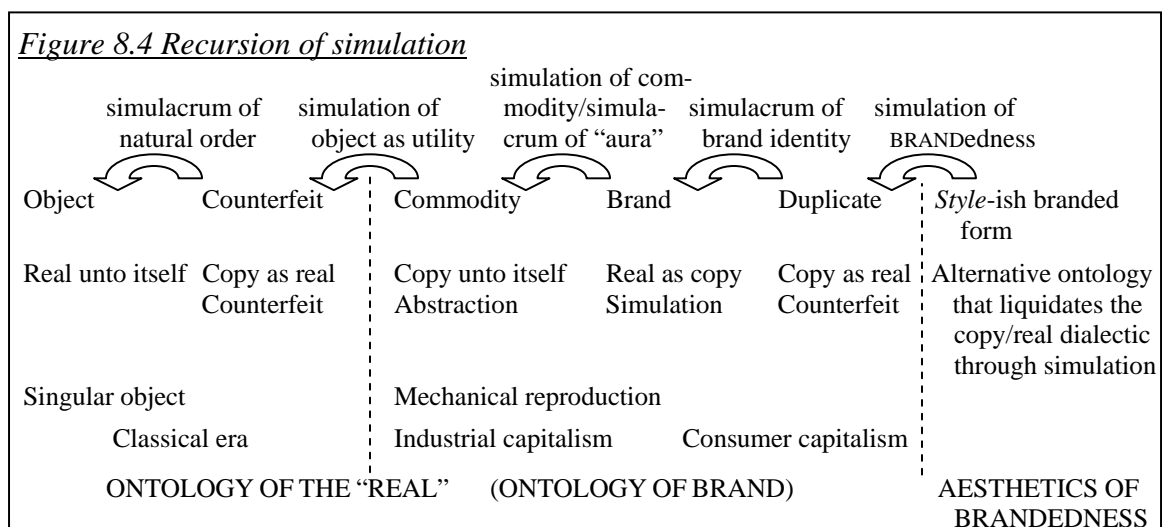 Figure 8.4 Recursion of simulation
simulation of com-
simulacrum of simulation of modity/simula- simulacrum of simulation of
natural order object as utility crum of “aura” brand identity BRANDedness
Object Counterfeit Commodity Brand Duplicate Style-ish branded
form
Real unto itself Copy as real Copy unto itself Real as copy Copy as real Alternative ontology
Counterfeit Abstraction Simulation Counterfeit that liquidates the
copy/real dialectic
through simulation
Singular object Mechanical reproduction
Classical era Industrial capitalism Consumer capitalism
ONTOLOGY OF THE “REAL” (ONTOLOGY OF BRAND) AESTHETICS OF
BRANDEDNESS